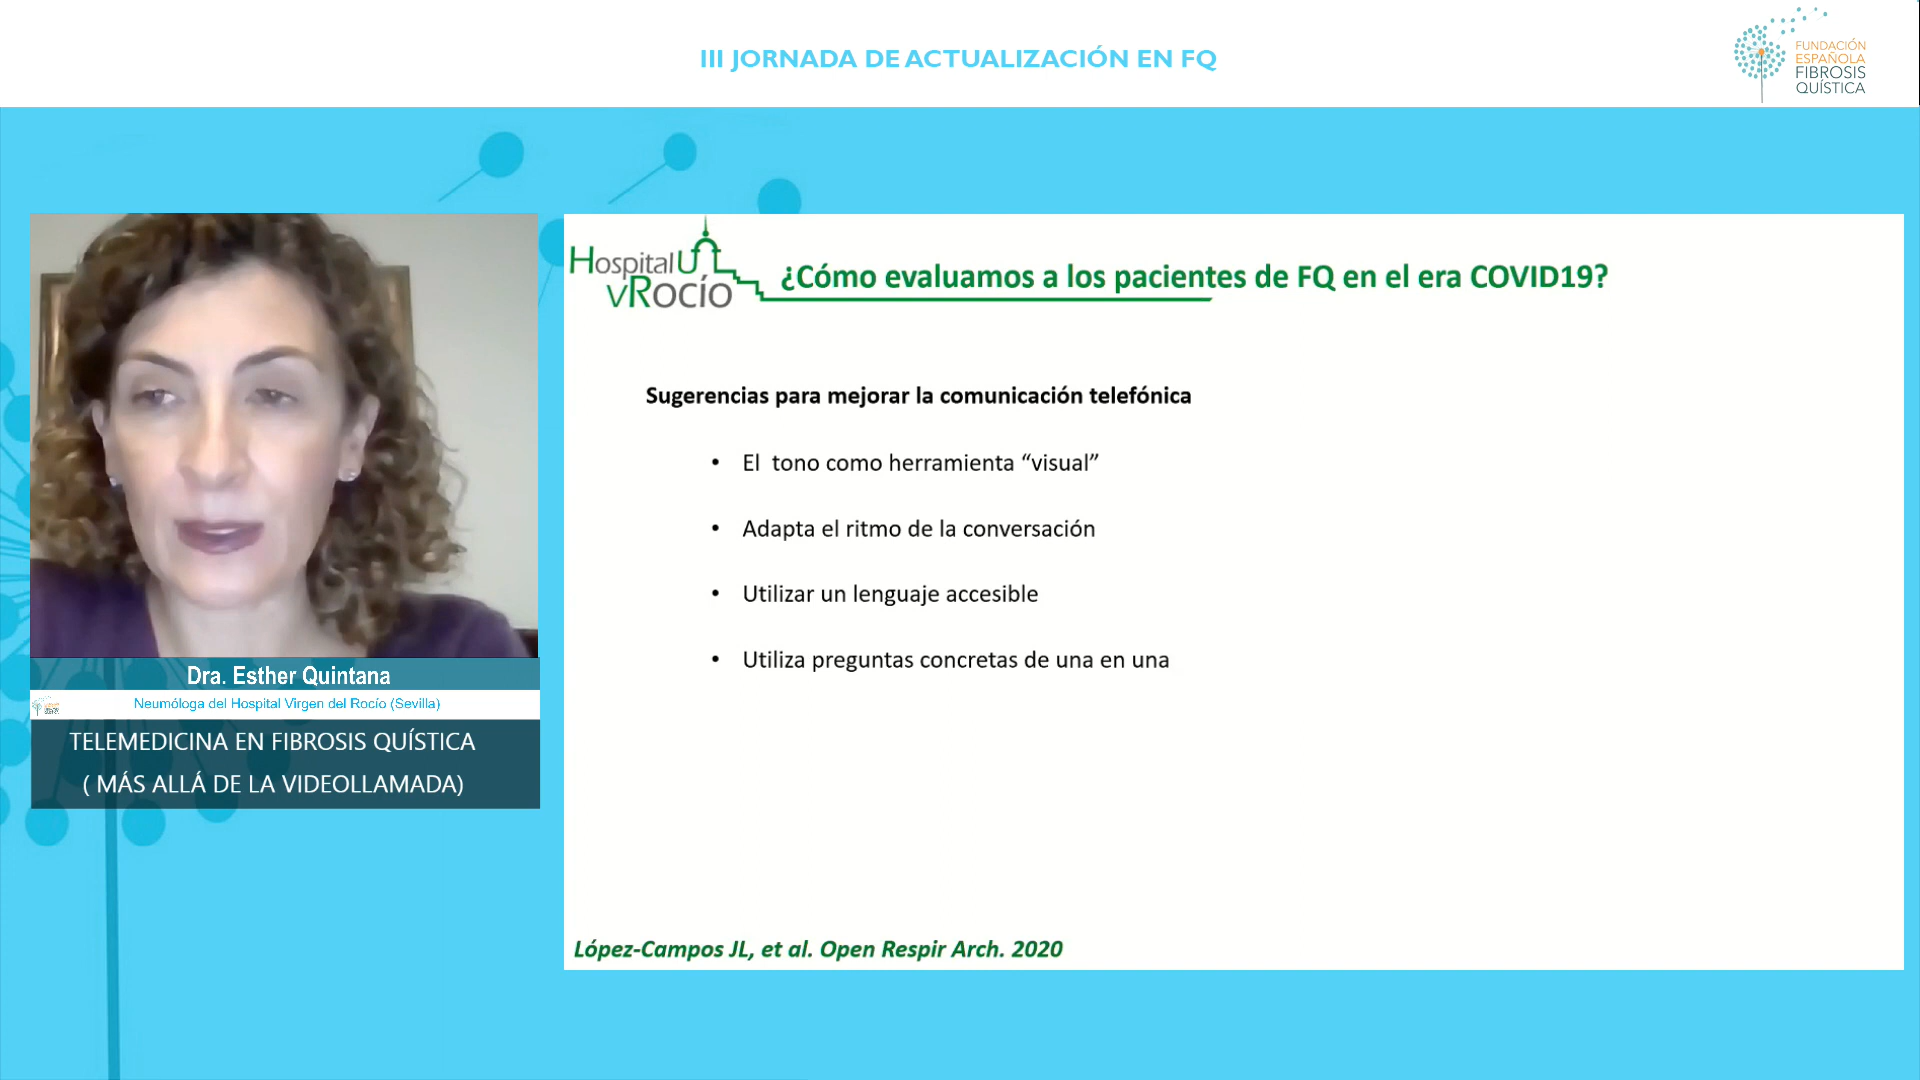 III JORNADA DE ACTUALIZACIÓN EN FQ
FUNDACIÓN
ESPAÑOLA
FIBROSIS
QUÍSTICA
Hospital U
vRocío
¿Cómo evaluamos a los pacientes de FQ en el era COVID19?
Sugerencias para mejorar la comunicación telefónica
• El  tono como herramienta “visual”
• Adapta el ritmo de la conversación
• Utilizar un lenguaje accesible
• Utiliza preguntas concretas de una en una
López-Campos JL, et al. Open Respir Arch. 2020
Dra. Esther Quintana
Neumóloga del Hospital Virgen del Rocío (Sevilla)
TELEMEDICINA EN FIBROSIS QUÍSTICA
( MÁS ALLÁ DE LA VIDEOLLAMADA)